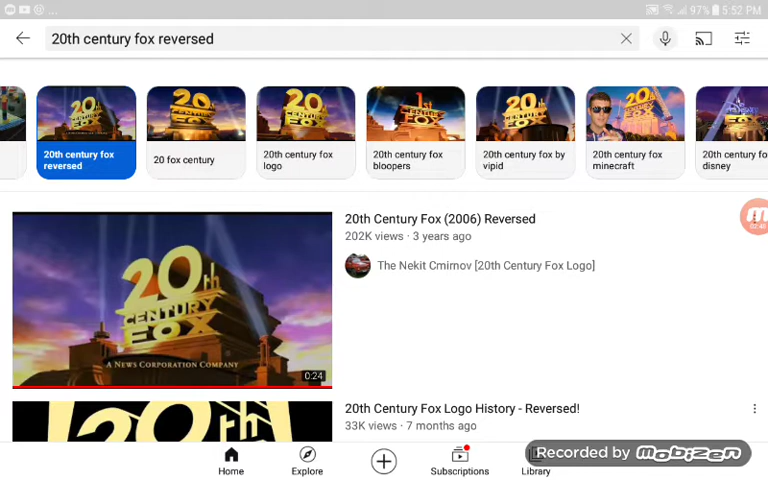 97% 5:52 PM
20th century fox reversed
20th century fox reversed
20 fox century
20th century fox logo
20th century fox bloopers
20th century fox by vipid
20th century fox minecraft
20th century fo
disney
20th
CENTURY
FOX
A NEWS CORPORATION COMPANY
0:24
20th Century Fox (2006) Reversed
202K views · 3 years ago
The Nekit Cmirnov [20th Century Fox Logo]
20th Century Fox Logo History - Reversed!
33K views · 7 months ago
Home
Explore
Subscriptions
Library
Recorded by mobizen